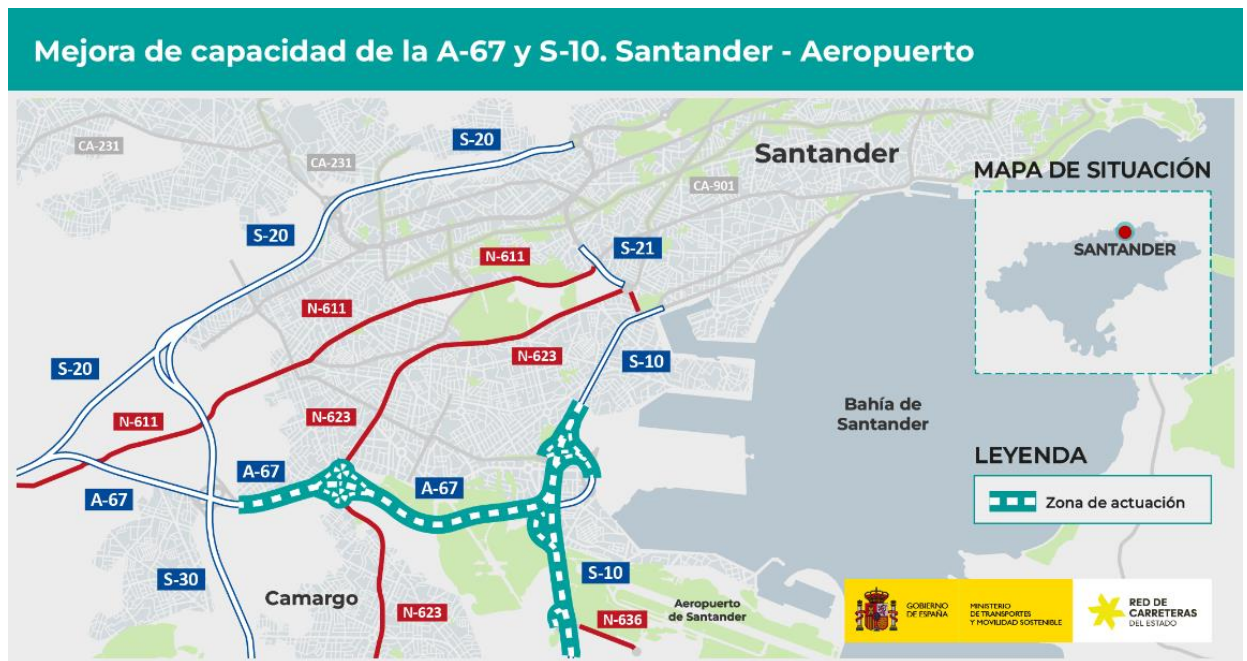 Mejora de capacidad de la A-67 y S-10. Santander - Aeropuerto
CA-231
CA-231
S-20
Santander
CA-901
MAPA DE SITUACIÓN
SANTANDER
S-20
N-611
S-21
N-611
N-623
S-10
S-20
N-611
N-623
Bahía de
Santander
LEYENDA
Zona de actuación
A-67
A-67
A-67
S-30
Camargo
N-623
S-10
N-636
Aeropuerto
de Santander
GOBIERNO
DE ESPAÑA
MINISTERIO
DE TRANSPORTES
Y MOVILIDAD SOSTENIBLE
RED DE
CARRETERAS
DEL ESTADO